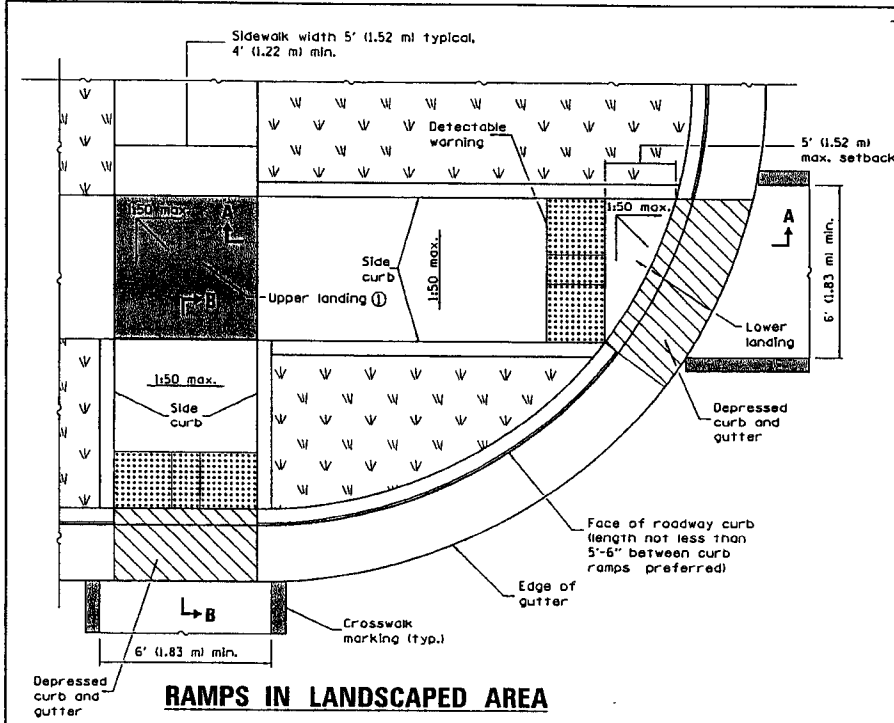 Sidewalk width 5' (1.52 m) typical,
4' (1.22 m) min.
Detectable
warning
5' (1.52 m)
max. setback
1:50 max.
A
1:50 max.
A
Side
curb
1:50 max.
B
Upper landing ①
6' (1.83 m) min.
Lower
landing
1:50 max.
Side
curb
Depressed
curb and
gutter
Face of roadway curb
(length not less than
5'-6" between curb
ramps preferred)
Edge of
gutter
B
Crosswalk
marking (typ.)
6' (1.83 m) min.
Depressed
curb and
gutter
RAMPS IN LANDSCAPED AREA